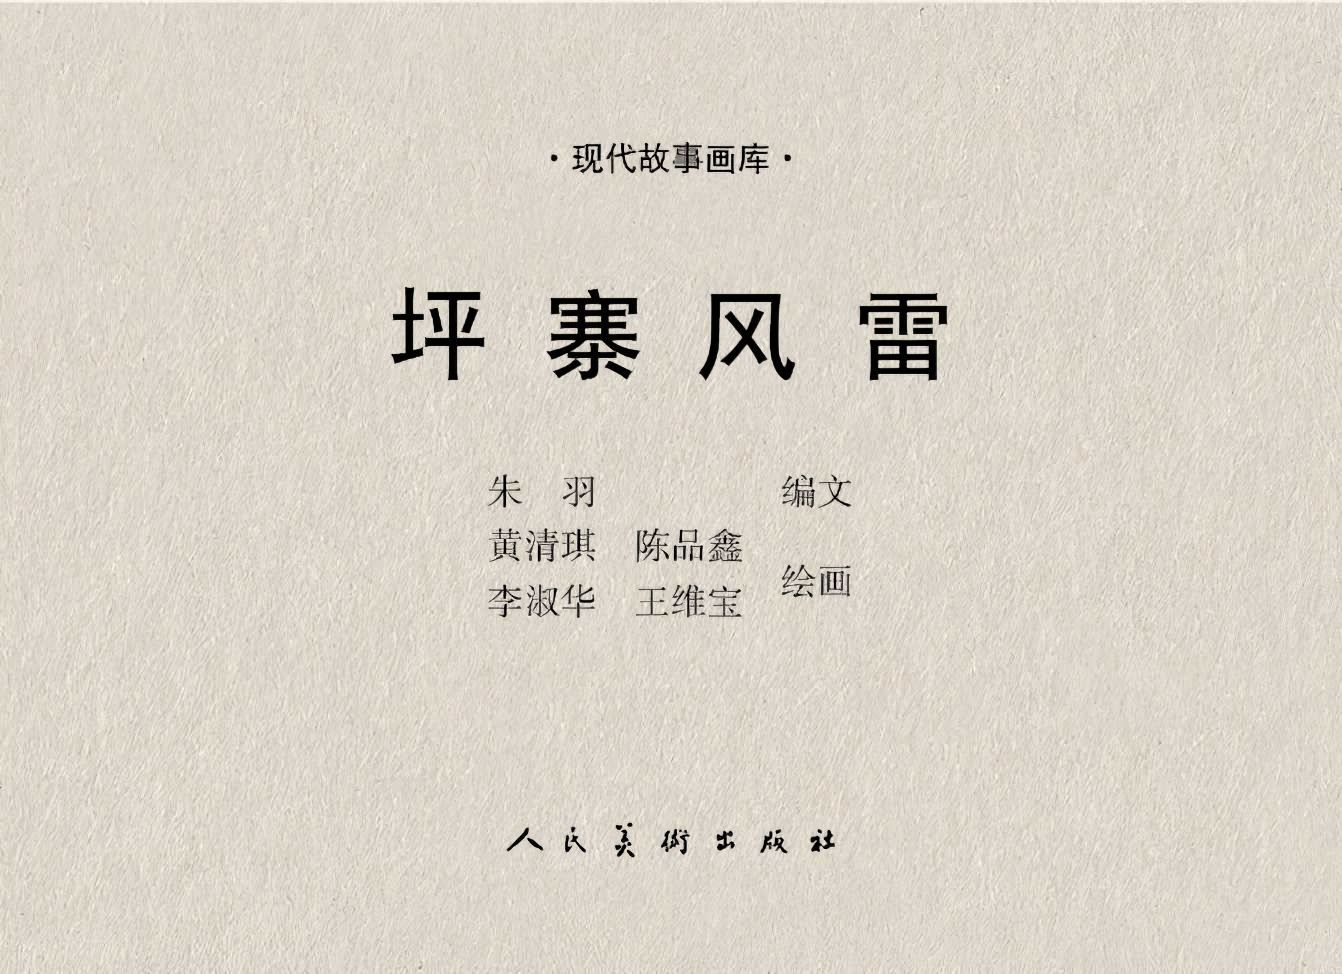 ·现代故事画库·
坪寨风雷
朱 羽 编文
黄清琪 陈品鑫
绘画
李淑华 王维宝
人民美術出版社